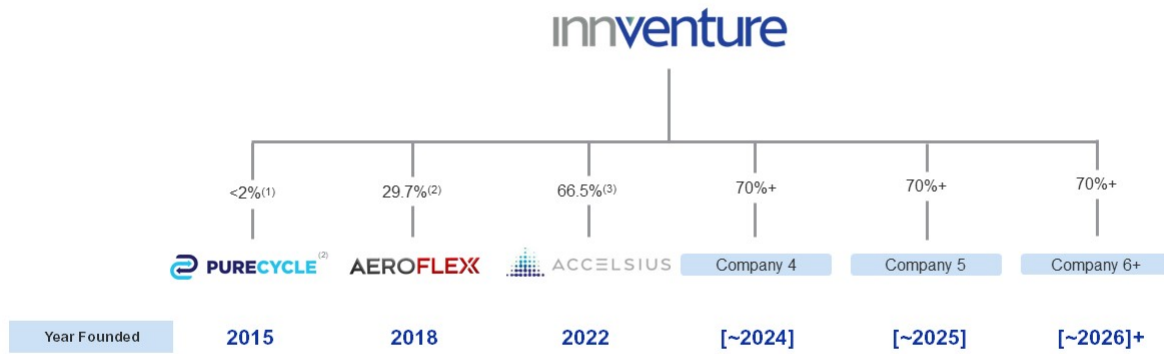 innventure
<2%(1) 29.7%(2) 66.5%(3) 70%+ 70%+ 70%+
PURECYCLE(2) AEROFLEXX ACCELSIUS Company 4 Company 5 Company 6+
Year Founded 2015 2018 2022 [~2024] [~2025] [~2026]+